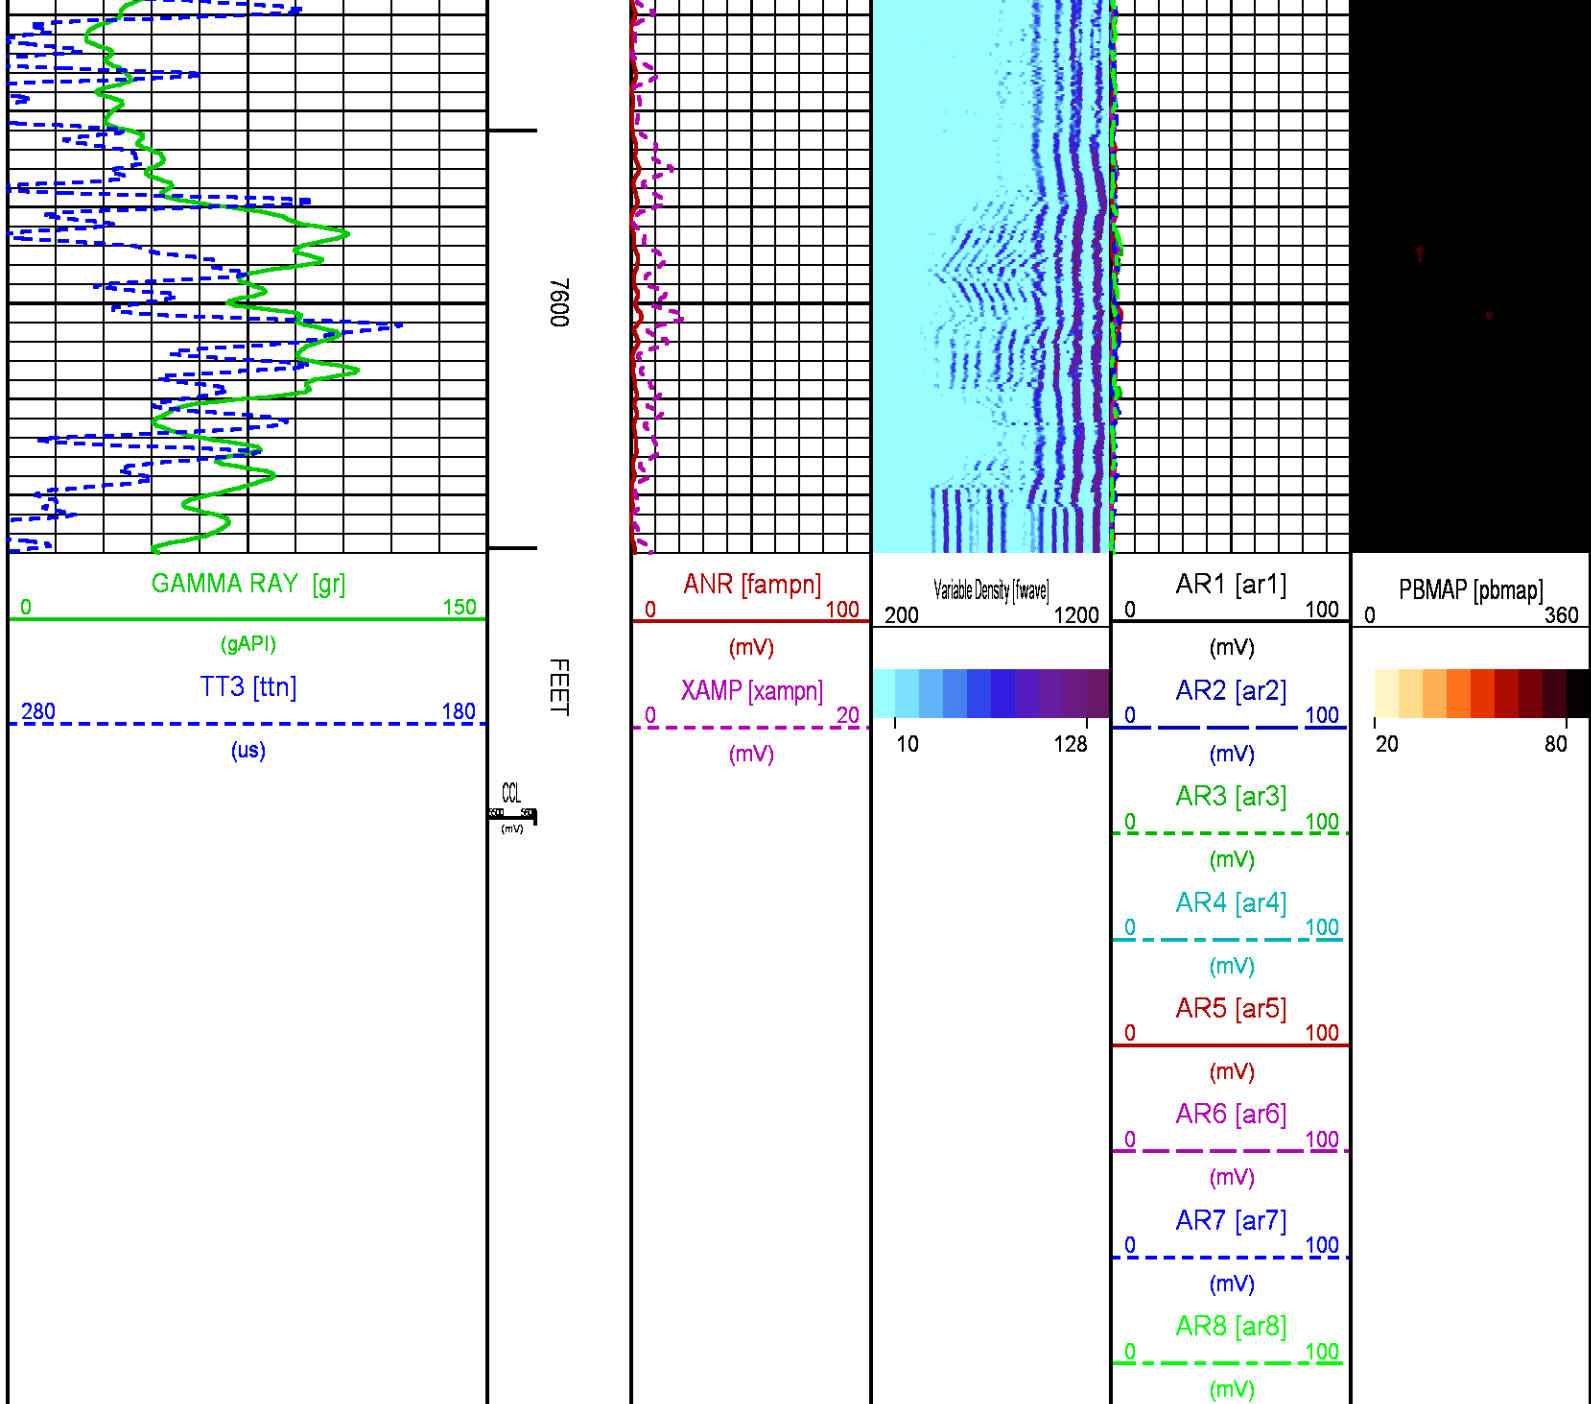 7600
FEET
GAMMA RAY [gr]
0 150
(gAPI)
TT3 [ttn]
280 180
(us)
CCL
(mV)
ANR [fampn]
0 100
(mV)
XAMP [xampn]
0 20
(mV)
Variable Density [fwave]
200 1200
10 128
AR1 [ar1]
0 100
(mV)
AR2 [ar2]
0 100
(mV)
AR3 [ar3]
0 100
(mV)
AR4 [ar4]
0 100
(mV)
AR5 [ar5]
0 100
(mV)
AR6 [ar6]
0 100
(mV)
AR7 [ar7]
0 100
(mV)
AR8 [ar8]
0 100
(mV)
PBMAP [pbmap]
0 360
20 80